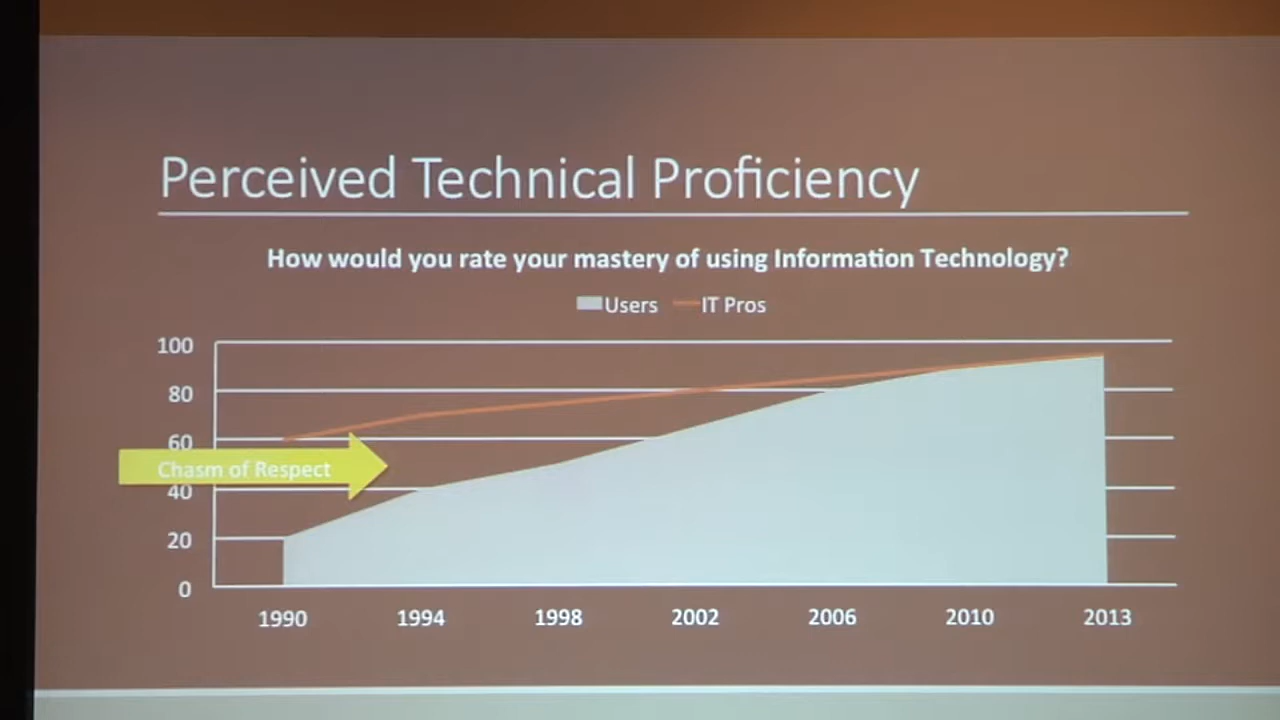 Perceived Technical Proficiency
How would you rate your mastery of using Information Technology?
Users IT Pros
100
80
60
Chasm of Respect
40
20
0
1990 1994 1998 2002 2006 2010 2013